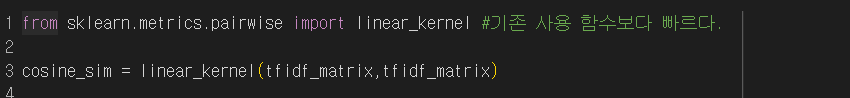 1 from sklearn.metrics.pairwise import linear_kernel #기존 사용 함수보다 빠르다.
2
3 cosine_sim = linear_kernel(tfidf_matrix,tfidf_matrix)
4